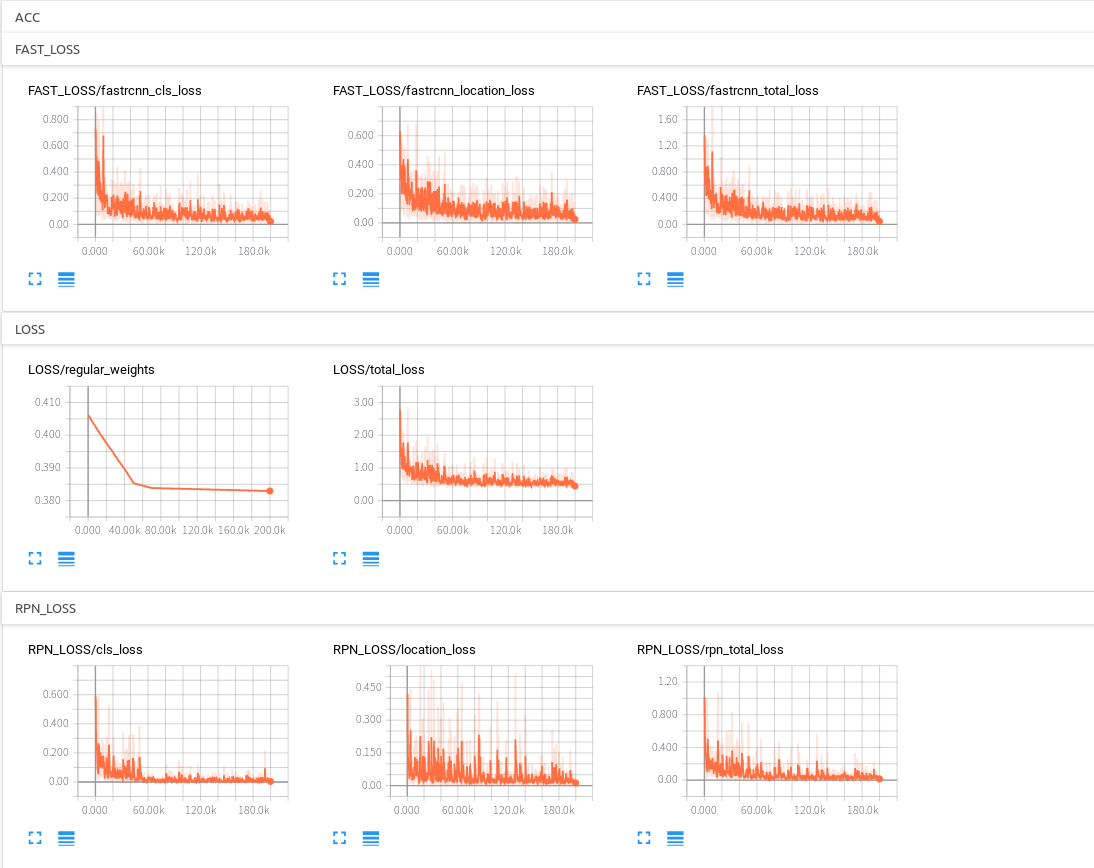 ACC
FAST_LOSS
FAST_LOSS/fastrcnn_cls_loss FAST_LOSS/fastrcnn_location_loss FAST_LOSS/fastrcnn_total_loss
0.800 0.600 0.400 0.200 0.00
0.000 60.00k 120.0k 180.0k
0.600 0.400 0.200 0.00
0.000 60.00k 120.0k 180.0k
1.60 1.20 0.800 0.400 0.00
0.000 60.00k 120.0k 180.0k
LOSS
LOSS/regular_weights LOSS/total_loss
0.410 0.400 0.390 0.380
0.000 40.00k 80.00k 120.0k 160.0k 200.0k
3.00 2.00 1.00 0.00
0.000 60.00k 120.0k 180.0k
RPN_LOSS
RPN_LOSS/cls_loss RPN_LOSS/location_loss RPN_LOSS/rpn_total_loss
0.600 0.400 0.200 0.00
0.000 60.00k 120.0k 180.0k
0.450 0.300 0.150 0.00
0.000 60.00k 120.0k 180.0k
1.20 0.800 0.400 0.00
0.000 60.00k 120.0k 180.0k